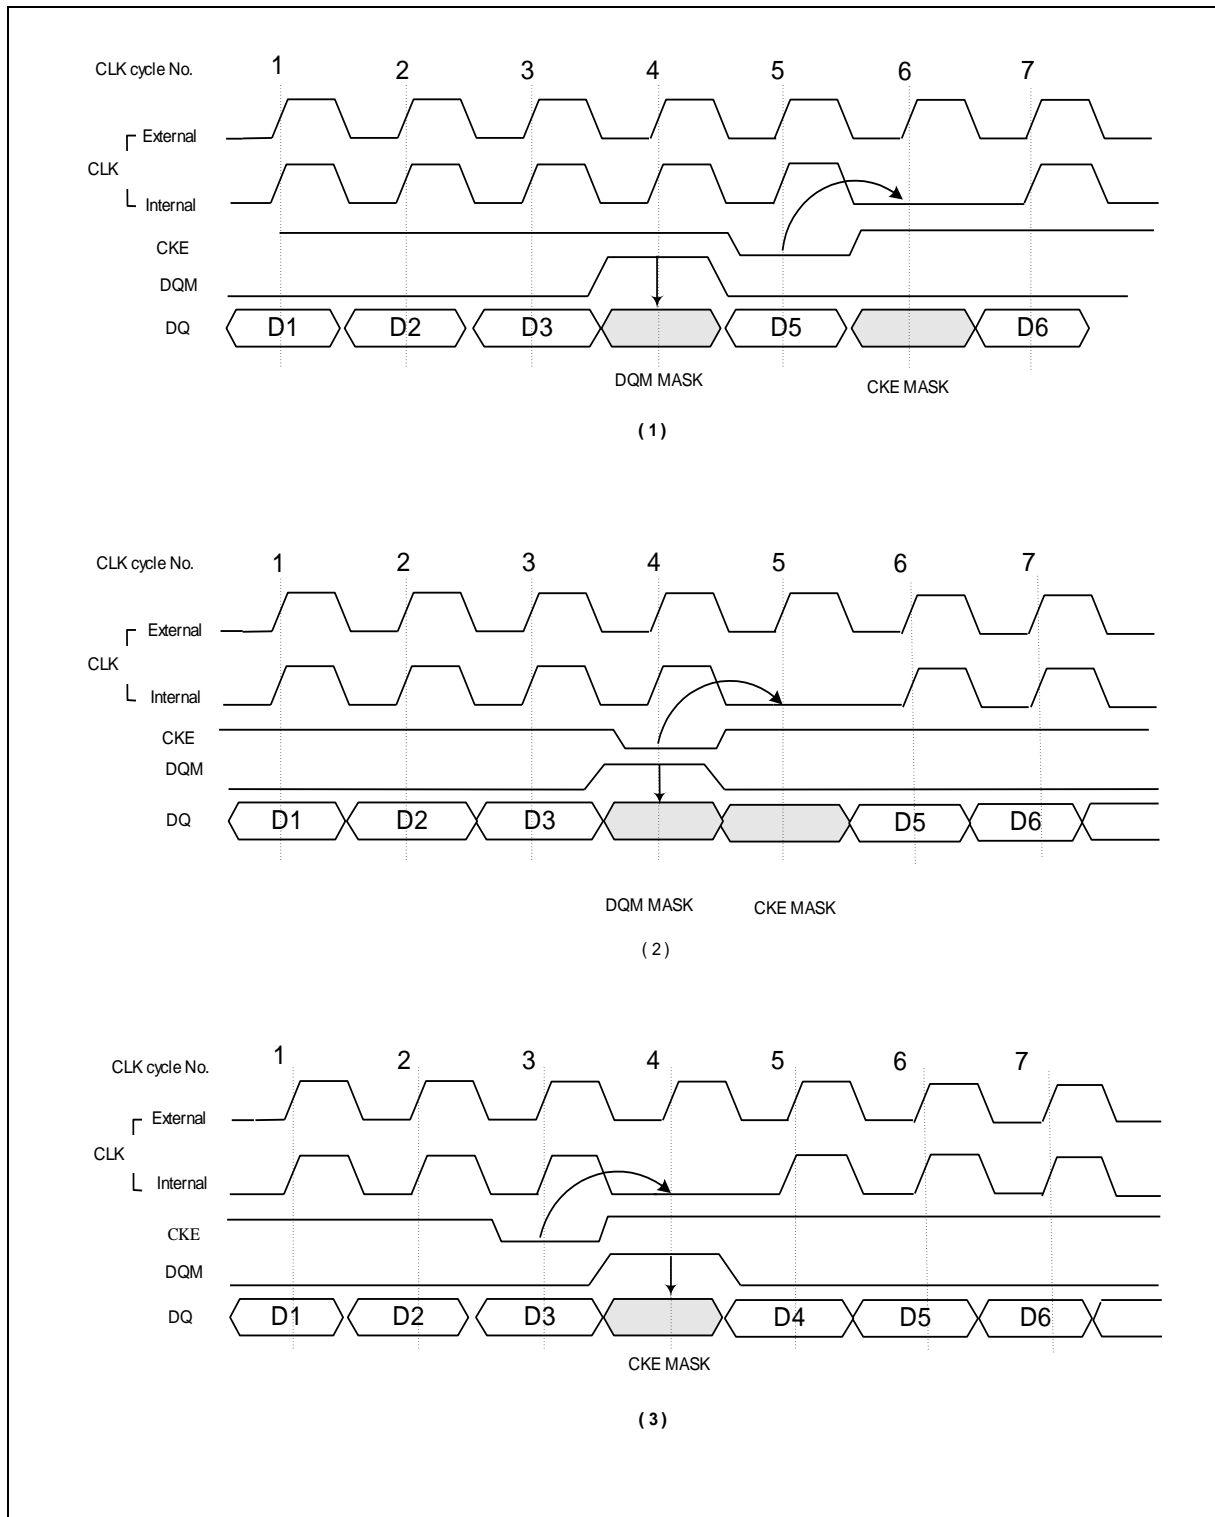 CLK cycle No. 1 2 3 4 5 6 7
External
CLK
Internal
CKE
DQM
DQ D1 D2 D3 D5 D6
DQM MASK CKE MASK
( 1 )
CLK cycle No. 1 2 3 4 5 6 7
External
CLK
Internal
CKE
DQM
DQ D1 D2 D3 D5 D6
DQM MASK CKE MASK
( 2 )
CLK cycle No. 1 2 3 4 5 6 7
External
CLK
Internal
CKE
DQM
DQ D1 D2 D3 D4 D5 D6
CKE MASK
( 3 )